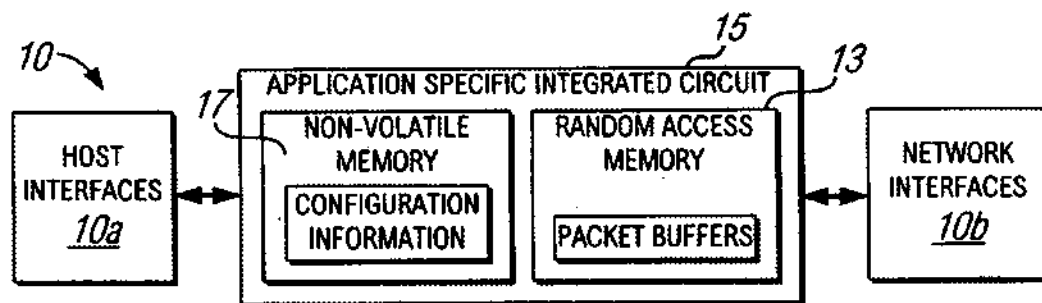 10
15
13
APPLICATION SPECIFIC INTEGRATED CIRCUIT
17
NON-VOLATILE
MEMORY
CONFIGURATION
INFORMATION
RANDOM ACCESS
MEMORY
PACKET BUFFERS
HOST
INTERFACES
10a
NETWORK
INTERFACES
10b